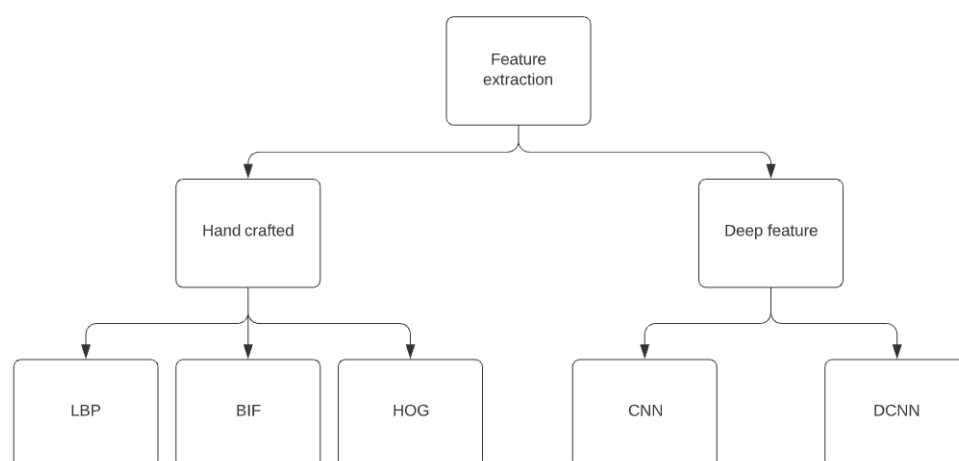 Feature
extraction
Hand crafted
Deep feature
LBP
BIF
HOG
CNN
DCNN